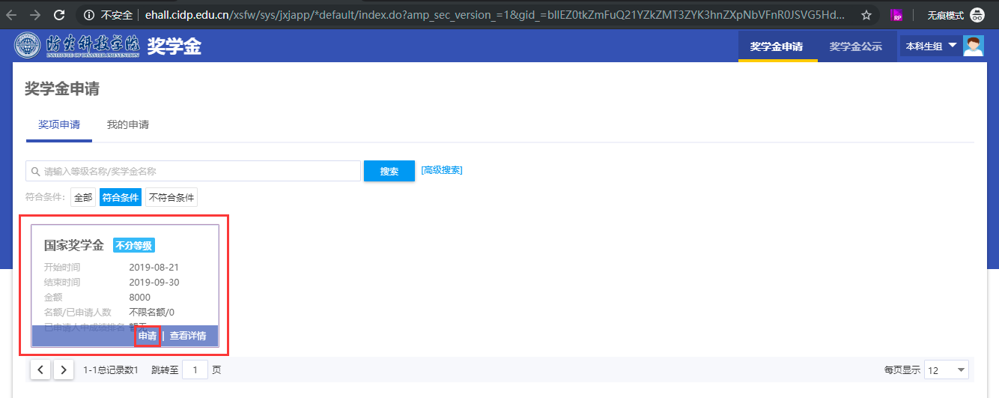 不安全 ehall.cidp.edu.cn/xsfw/sys/jxjapp/*default/index.do?amp_sec_version_=1&gid_=bllEZ0tkZmFuQ21YZkZMT3ZYK3hnZXpNbVFnR0JSVG5Hd... RP 无痕模式
防灾科技学院 奖学金 奖学金申请 奖学金公示 本科生组
INSTITUTE OF DISASTER PREVENTION
奖学金申请
奖项申请 我的申请
请输入等级名称/奖学金名称 搜索 [高级搜索]
符合条件: 全部 符合条件 不符合条件
国家奖学金 不分等级
开始时间 2019-08-21
结束时间 2019-09-30
金额 8000
名额/已申请人数 不限名额/0
已申请人中成绩排名 暂无
申请 | 查看详情
1-1总记录数1 跳转至 1 页 每页显示 12